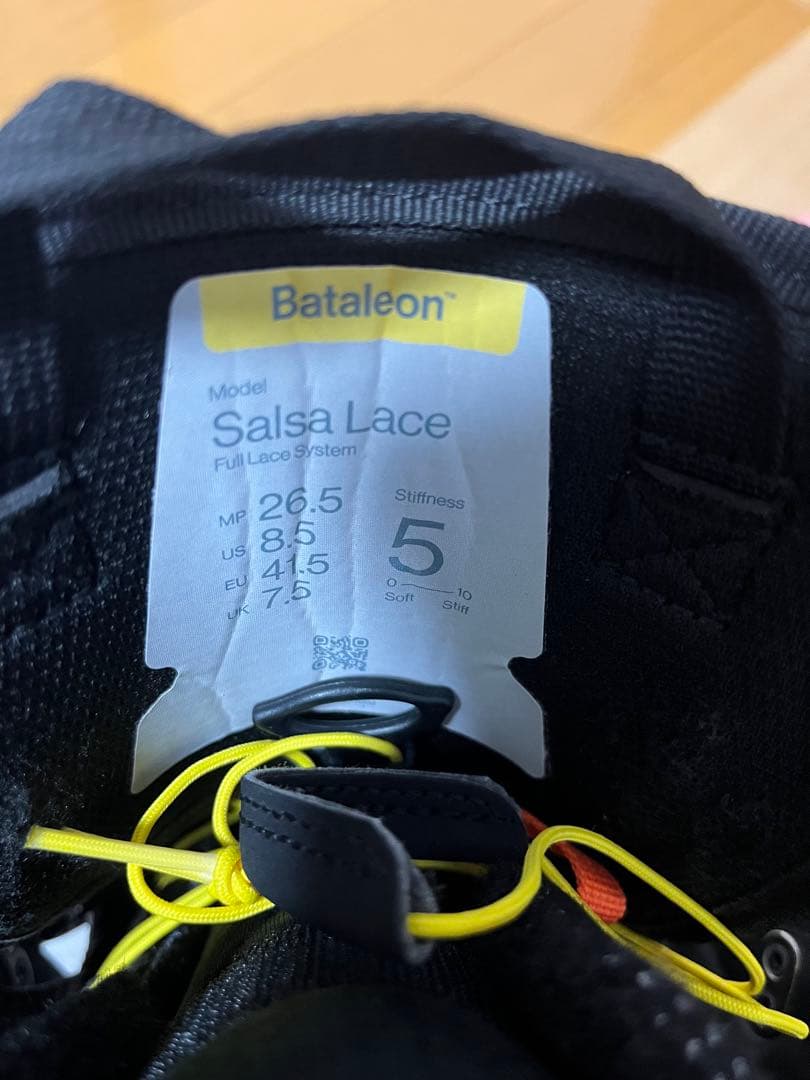 Bataleon™
Model
Salsa Lace
Full Lace System
MP 26.5
US 8.5
EU 41.5
UK 7.5
Stiffness
5
0 10
Soft Stiff